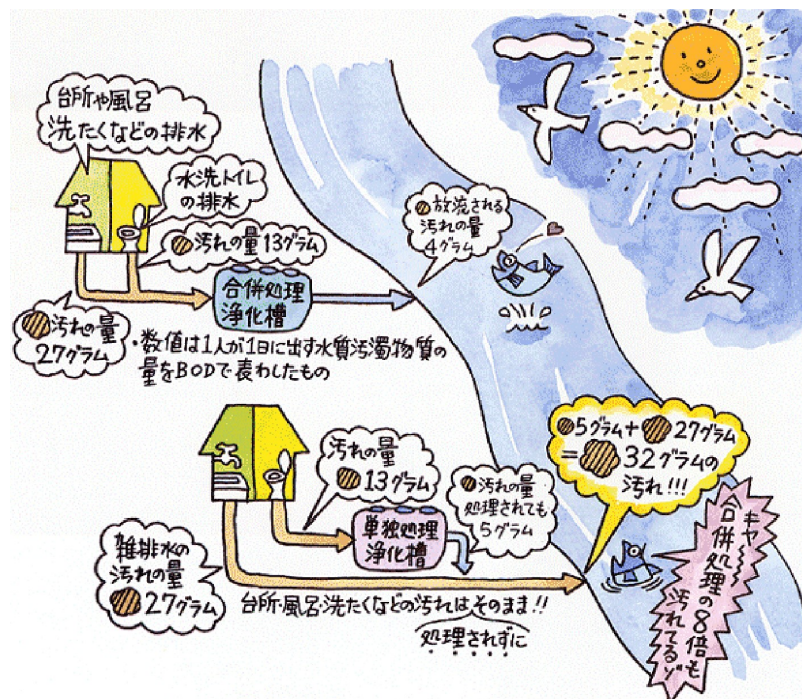 台所や風呂
洗たくなどの排水
水洗トイレ
の排水
汚れの量13グラム
合併処理
浄化槽
汚れの量
27グラム
放流される
汚れの量
4グラム
・数値は1人が1日に出す水質汚濁物質の
量をBODで表わしたもの
汚れの量
13グラム
単独処理
浄化槽
汚れの量
処理されても
5グラム
雑排水の
汚れの量
27グラム
台所・風呂・洗たくなどの汚れはそのまま!!
処理されずに
5グラム+27グラム
=32グラムの
汚れ!!!
キャ〜
合併処理の8倍も
汚れてるゾ